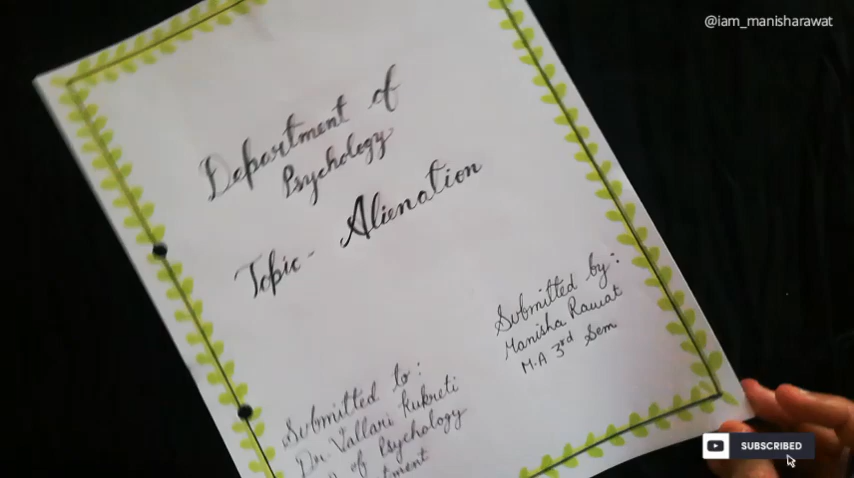 @iam_manisharawat
Department of
Psychology
Topic - Alienation
Submitted by:
Manisha Rawat
M.A 3rd Sem
Submitted to:
Dr. Vallari Kukreti
of Psychology
SUBSCRIBED